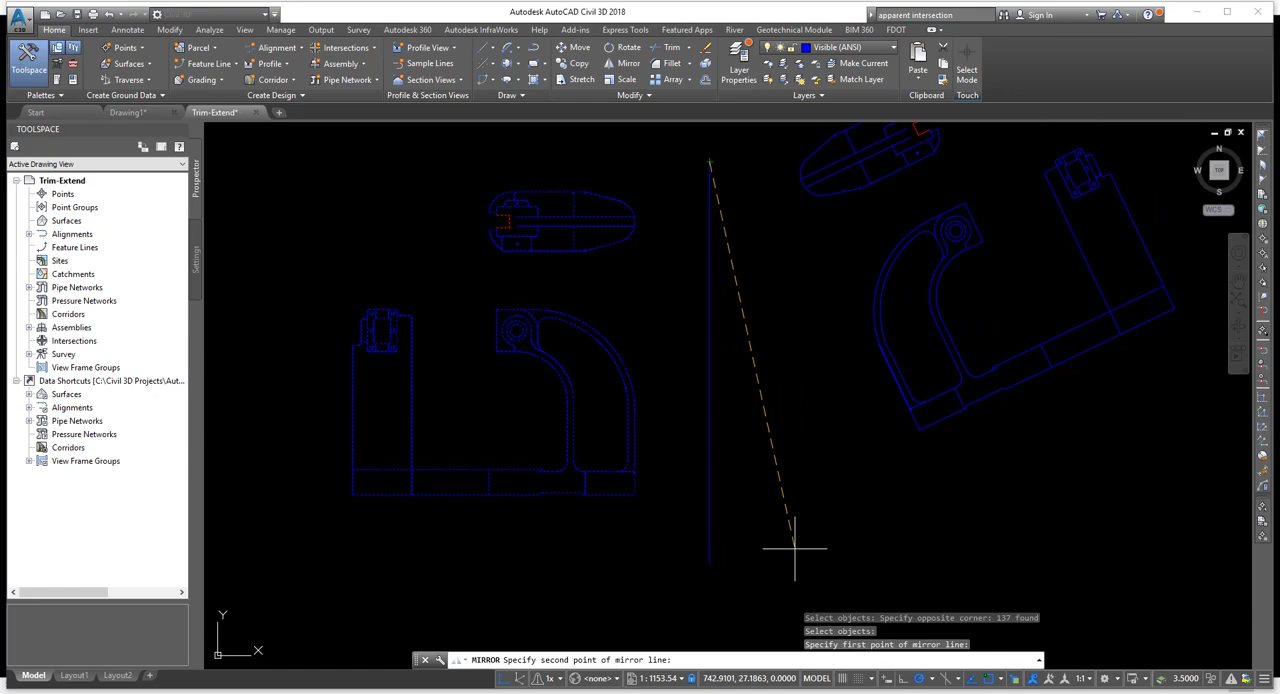 Autodesk AutoCAD Civil 3D 2018
apparent intersection
Sign In
C3D
Home Insert Annotate Modify Analyze View Manage Output Survey Autodesk 360 Autodesk InfraWorks Help Add-ins Express Tools Featured Apps River Geotechnical Module BIM 360 FDOT
Toolspace
Points Parcel Alignment Intersections Profile View Move Rotate Trim Visible (ANSI)
Surfaces Feature Line Profile Assembly Sample Lines Copy Mirror Fillet Make Current
Traverse Grading Corridor Pipe Network Section Views Stretch Scale Array Match Layer
Layer Properties
Paste
Select Mode
Palettes Create Ground Data Create Design Profile & Section Views Draw Modify Layers Clipboard Touch
Start Drawing1* Trim-Extend*
TOOLSPACE
Active Drawing View
Trim-Extend
Points
Point Groups
Surfaces
Alignments
Feature Lines
Sites
Catchments
Pipe Networks
Pressure Networks
Corridors
Assemblies
Intersections
Survey
View Frame Groups
Data Shortcuts [C:\Civil 3D Projects\Aut...
Surfaces
Alignments
Pipe Networks
Pressure Networks
Corridors
View Frame Groups
Prospector
Settings
N
W TOP E
S
WCS
Y
X
Select objects: Specify opposite corner: 137 found
Select objects:
Specify first point of mirror line:
MIRROR Specify second point of mirror line:
Model Layout1 Layout2
1x <none> 1 : 1153.54 742.9101, 27.1863, 0.0000 MODEL 1:1 3.5000